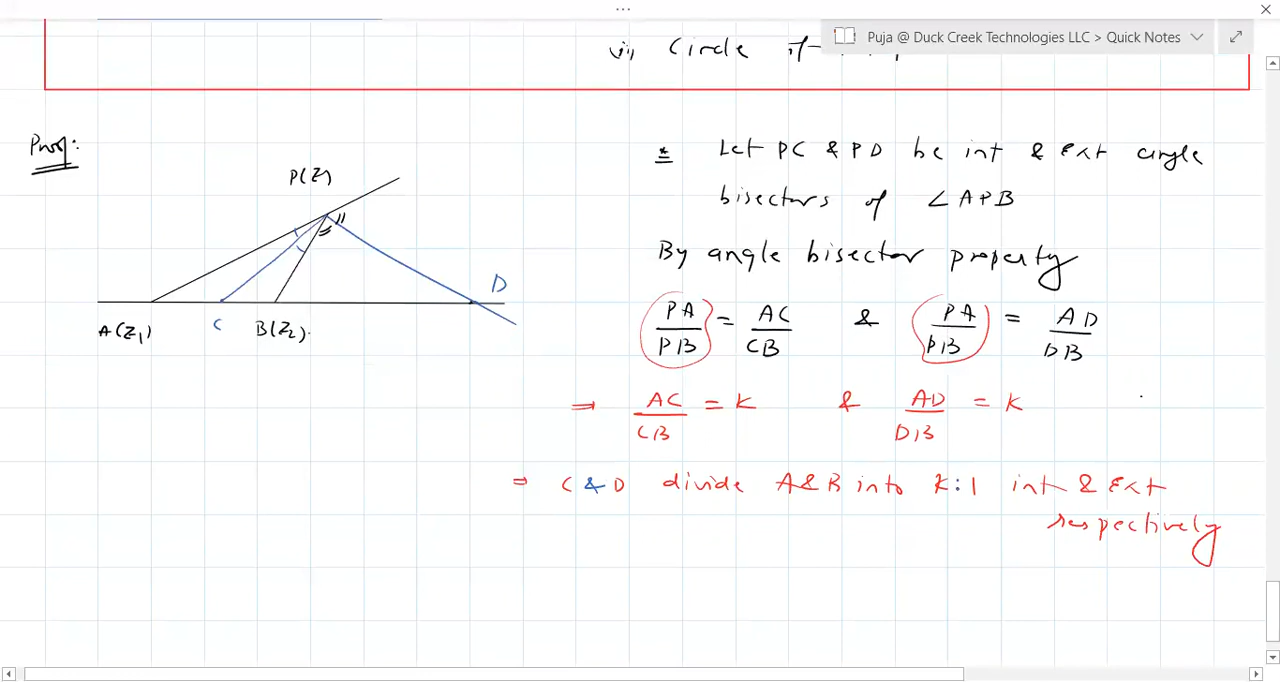 ...
ii) Circle if
Puja @ Duck Creek Technologies LLC > Quick Notes
Proof:
P(Z)
A(Z1)
C
B(Z2).
D
* Let PC & PD be int & Ext angle
bisectors of ∠APB
By angle bisector property
PA/PB = AC/CB & PA/PB = AD/DB
⇒ AC/CB = K & AD/DB = K
⇒ C & D divide A&B into K:1 int & Ext
respectively